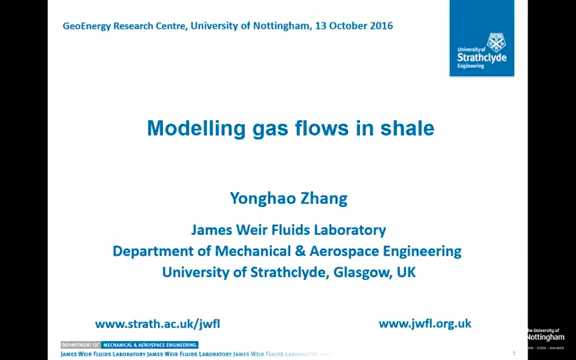 GeoEnergy Research Centre, University of Nottingham, 13 October 2016
University of
Strathclyde
Engineering
Modelling gas flows in shale
Yonghao Zhang
James Weir Fluids Laboratory
Department of Mechanical & Aerospace Engineering
University of Strathclyde, Glasgow, UK
www.strath.ac.uk/jwfl
www.jwfl.org.uk
The University of
Nottingham
DEPARTMENT OF MECHANICAL & AEROSPACE ENGINEERING
JAMES WEIR FLUIDS LABORATORY JAMES WEIR FLUIDS LABORATORY JAMES WEIR FLUIDS LABORATORY
1